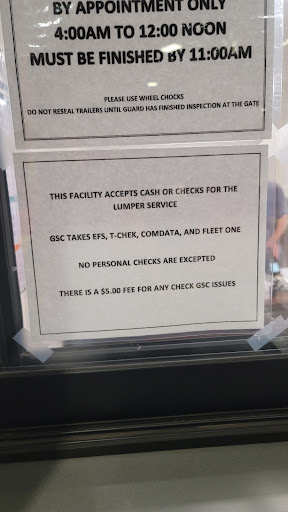 BY APPOINTMENT ONLY
4:00AM TO 12:00 NOON
MUST BE FINISHED BY 11:00AM
PLEASE USE WHEEL CHOCKS
DO NOT RESEAL TRAILERS UNTIL GUARD HAS FINISHED INSPECTION AT THE GATE
THIS FACILITY ACCEPTS CASH OR CHECKS FOR THE
LUMPER SERVICE
GSC TAKES EFS, T-CHEK, COMDATA, AND FLEET ONE
NO PERSONAL CHECKS ARE EXCEPTED
THERE IS A $5.00 FEE FOR ANY CHECK GSC ISSUES